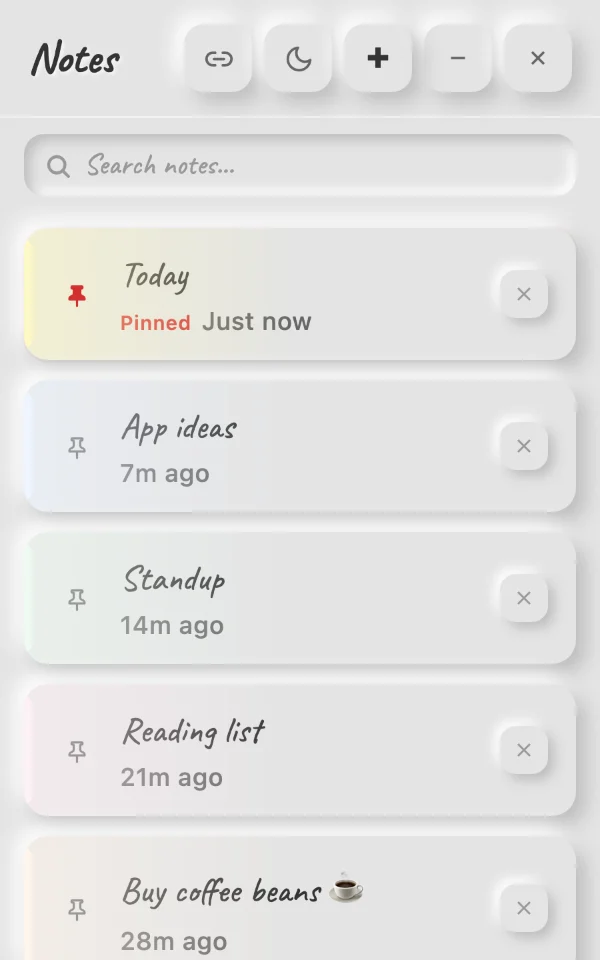 Notes
Search notes...
Today
Pinned Just now
App ideas
7m ago
Standup
14m ago
Reading list
21m ago
Buy coffee beans ☕
28m ago